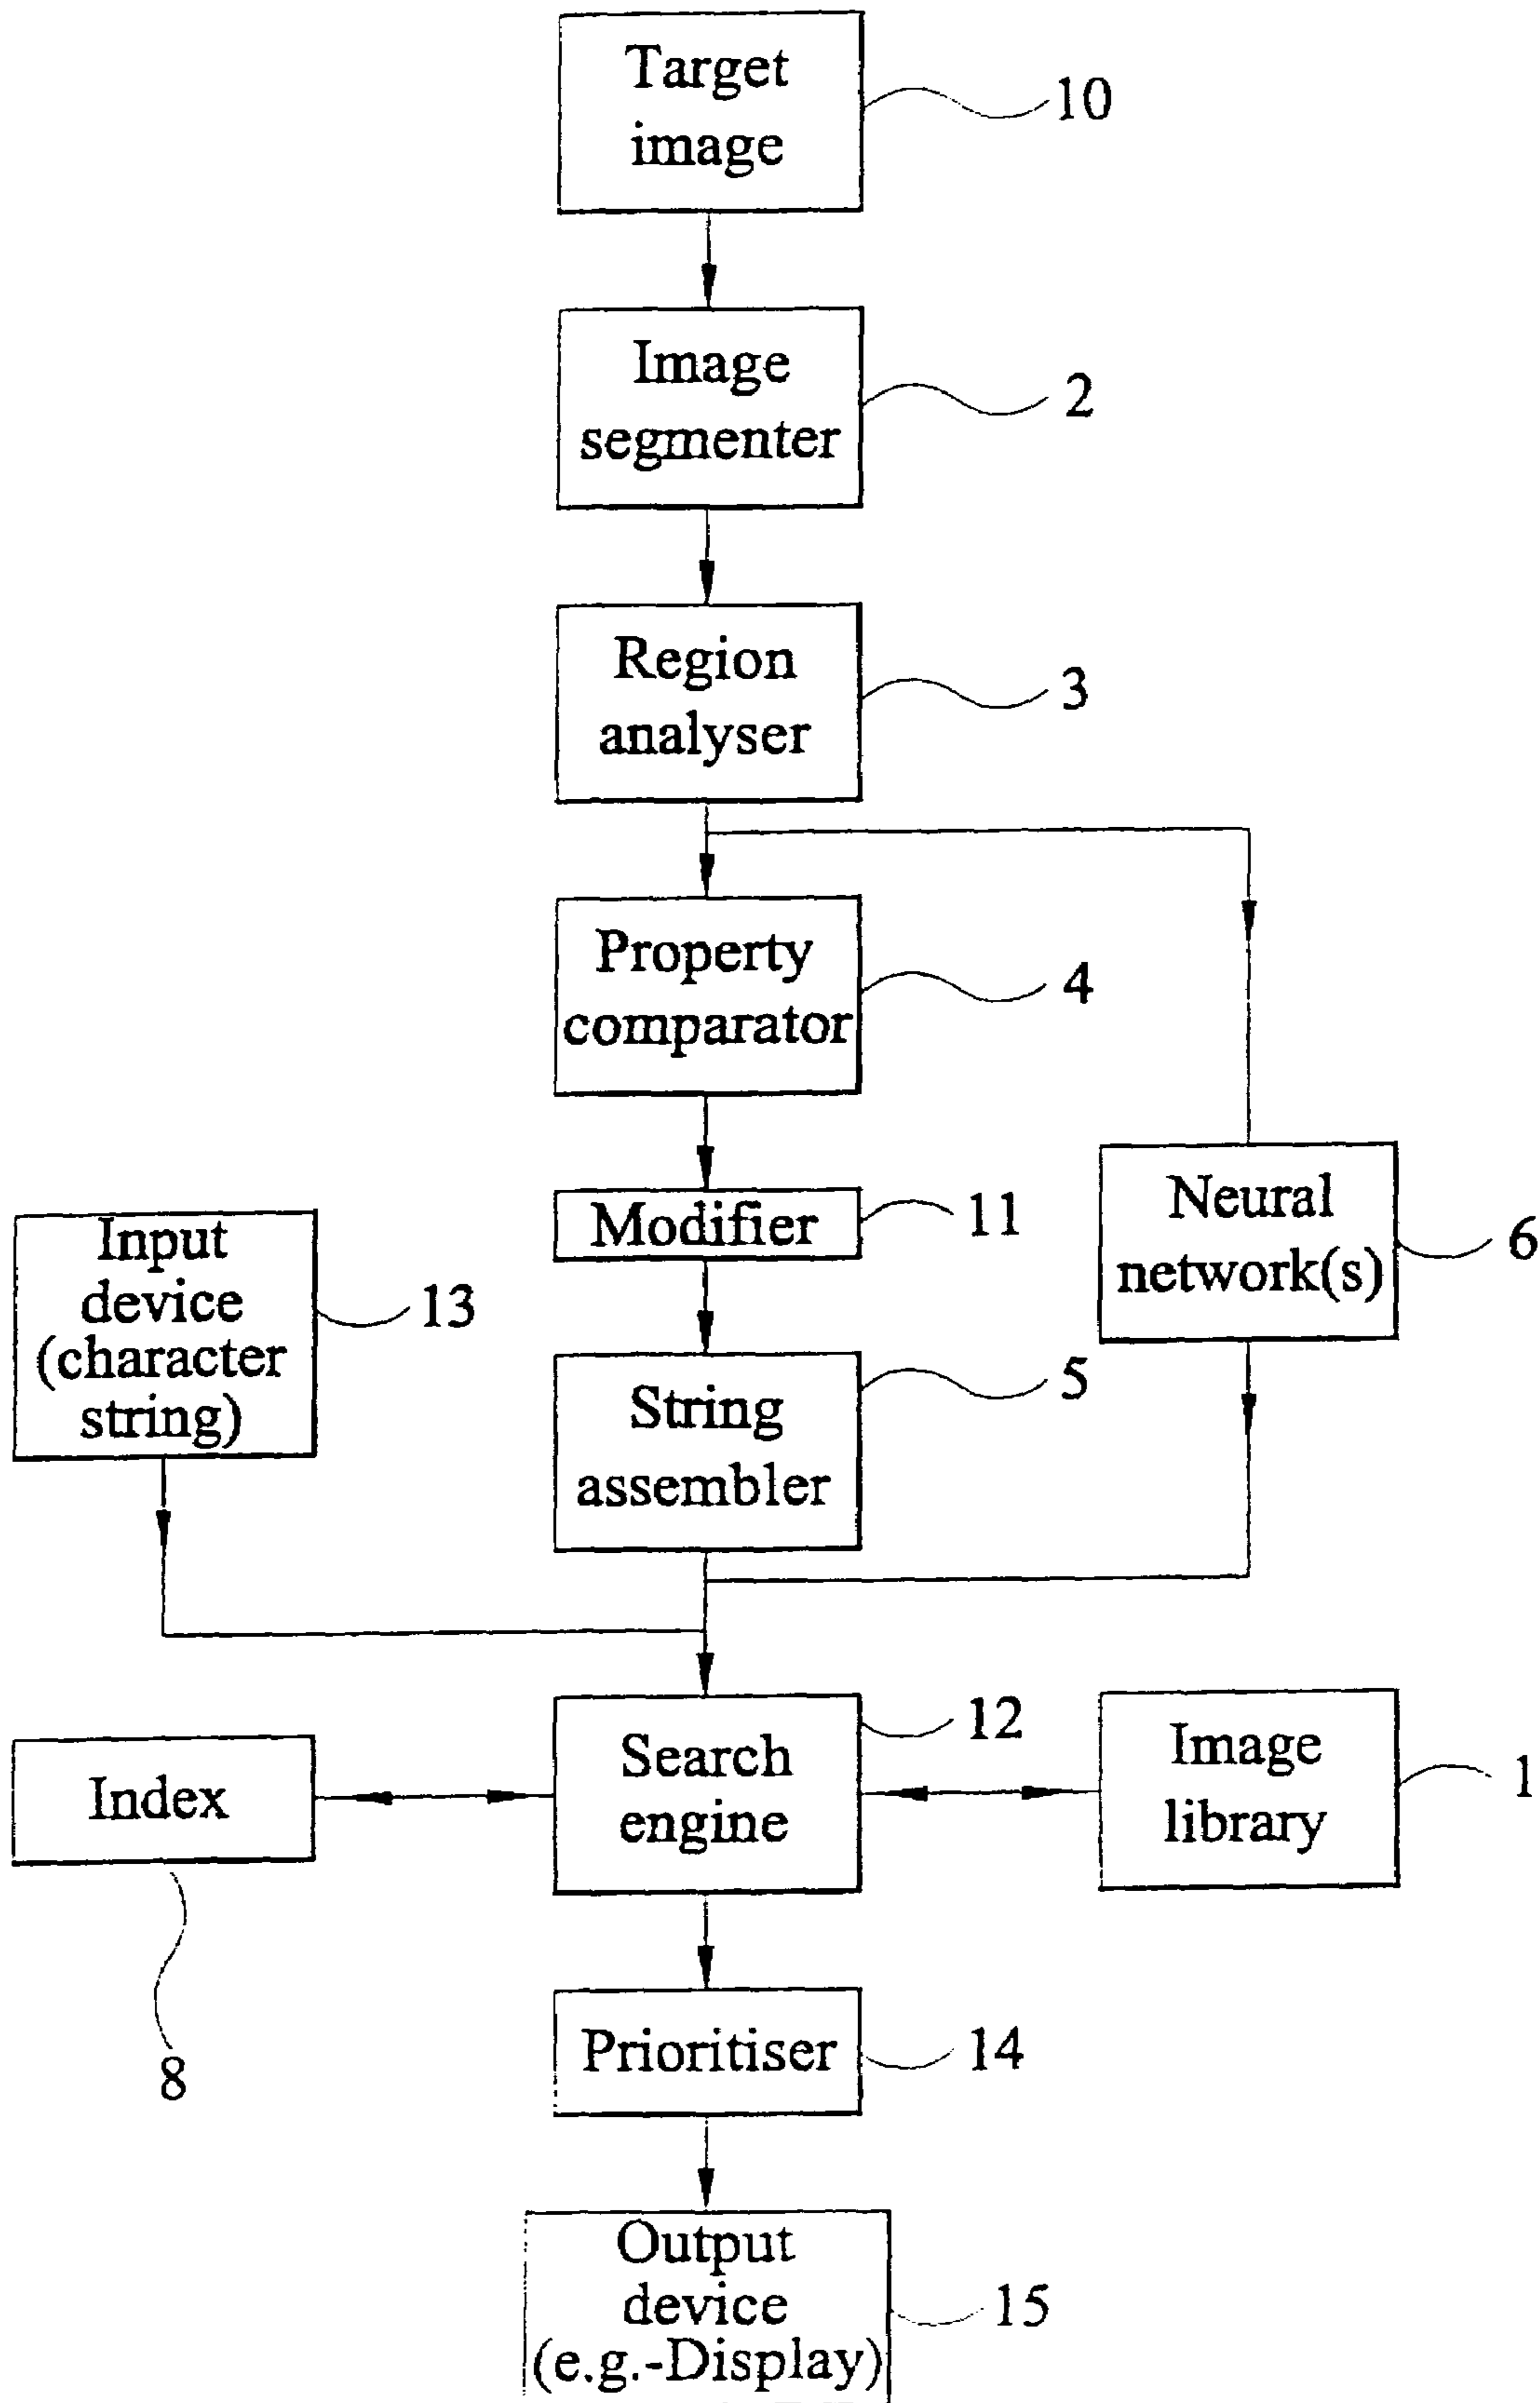 Target
image
10
Image
segmenter
2
Region
analyser
3
Property
comparator
4
Modifier
11
Neural
network(s)
6
Input
device
(character
string)
13
String
assembler
5
Search
engine
12
Image
library
1
Index
8
Prioritiser
14
Output
device
(e.g.-Display)
15